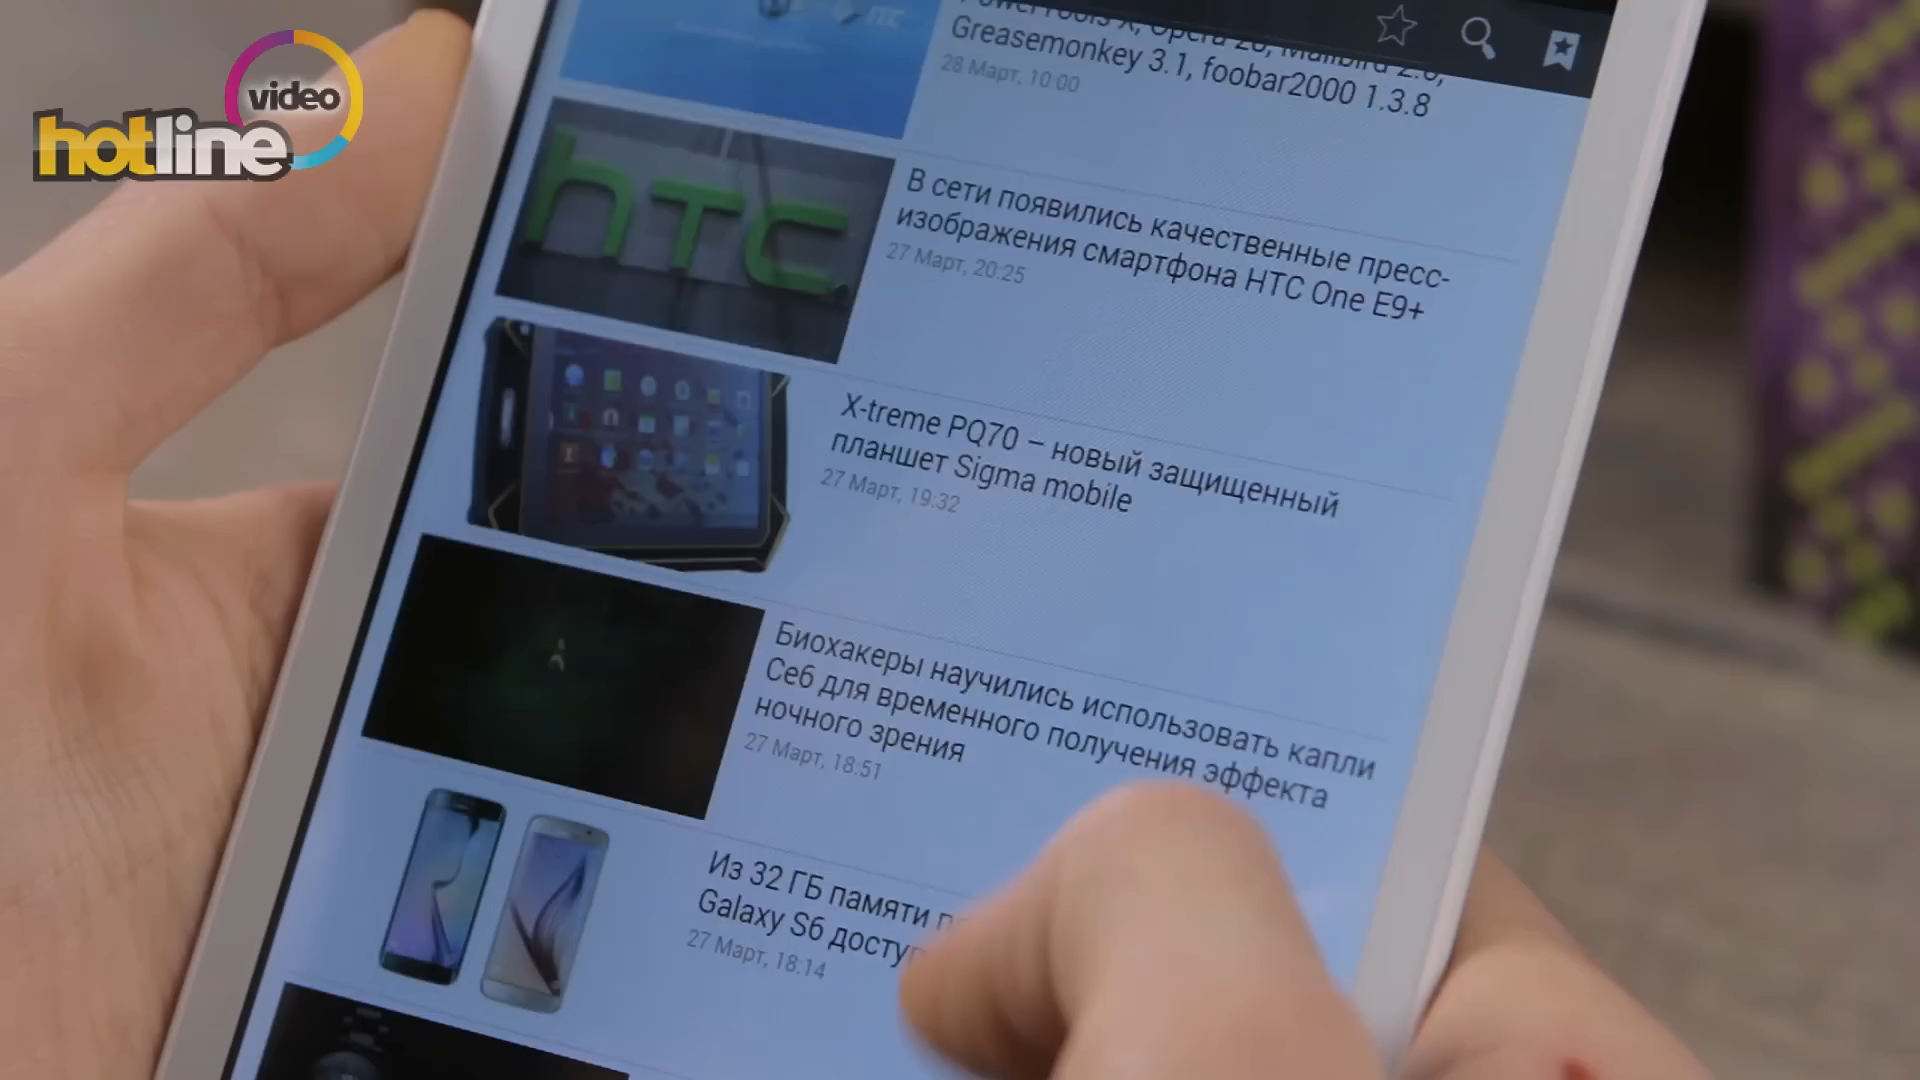 video
hotline
Greasemonkey 3.1, foobar2000 1.3.8
28 Март, 10:00
hTC
В сети появились качественные пресс-
изображения смартфона HTC One E9+
27 Март, 20:25
X-treme PQ70 – новый защищенный
планшет Sigma mobile
27 Март, 19:32
Биохакеры научились использовать капли
Ce6 для временного получения эффекта
ночного зрения
27 Март, 18:51
Из 32 ГБ памяти
Galaxy S6
27 Март, 18:14